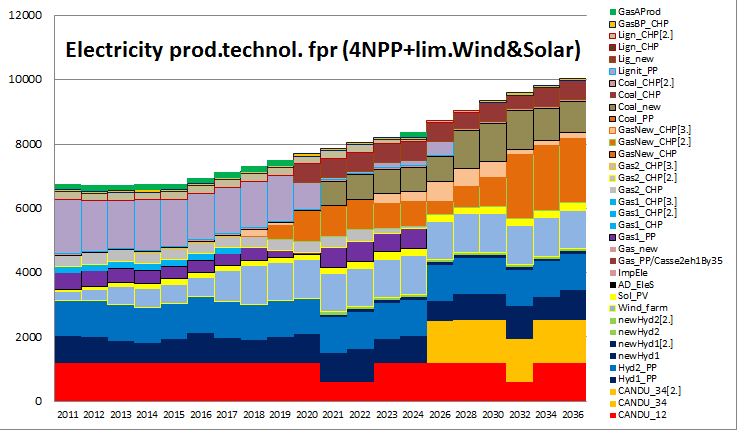 Electricity prod.technol. fpr (4NPP+lim.Wind&Solar)
12000
10000
8000
6000
4000
2000
0
2011 2012 2013 2014 2015 2016 2017 2018 2019 2020 2021 2022 2023 2024 2026 2028 2030 2032 2034 2036
GasAProd
GasBP_CHP
Lign_CHP[2.]
Lign_CHP
Lig_new
Lignit_PP
Coal_CHP[2.]
Coal_CHP
Coal_new
Coal_PP
GasNew_CHP[3.]
GasNew_CHP[2.]
GasNew_CHP
Gas2_CHP[3.]
Gas2_CHP[2.]
Gas2_CHP
Gas1_CHP[3.]
Gas1_CHP[2.]
Gas1_CHP
Gas1_PP
Gas_new
Gas_PP/Casse2eh1By35
ImpEle
AD_EleS
Sol_PV
Wind_farm
newHyd2[2.]
newHyd2
newHyd1[2.]
newHyd1
Hyd2_PP
Hyd1_PP
CANDU_34[2.]
CANDU_34
CANDU_12